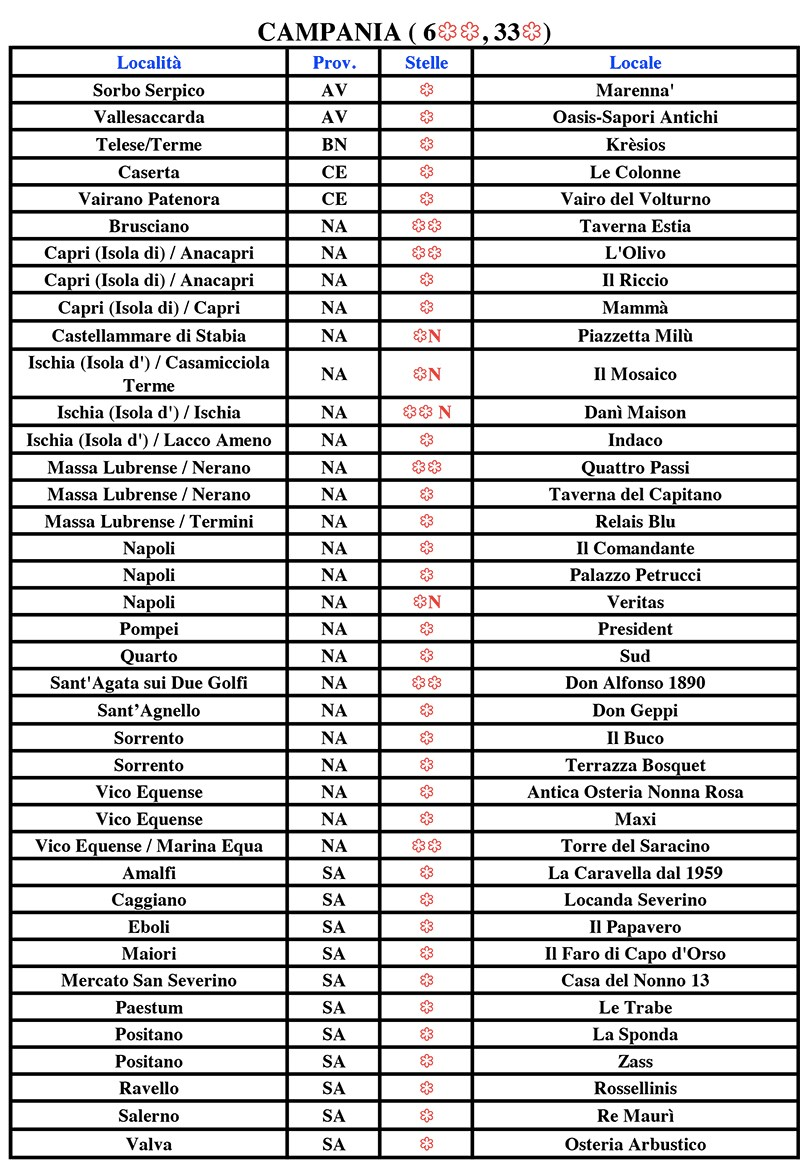 CAMPANIA ( 6❀❀, 33❀)
Località Prov. Stelle Locale
Sorbo Serpico AV ❀ Marenna'
Vallesaccarda AV ❀ Oasis-Sapori Antichi
Telese/Terme BN ❀ Krèsios
Caserta CE ❀ Le Colonne
Vairano Patenora CE ❀ Vairo del Volturno
Brusciano NA ❀❀ Taverna Estia
Capri (Isola di) / Anacapri NA ❀❀ L'Olivo
Capri (Isola di) / Anacapri NA ❀ Il Riccio
Capri (Isola di) / Capri NA ❀ Mammà
Castellammare di Stabia NA ❀N Piazzetta Milù
Ischia (Isola d') / Casamicciola
Terme NA ❀N Il Mosaico
Ischia (Isola d') / Ischia NA ❀❀ N Danì Maison
Ischia (Isola d') / Lacco Ameno NA ❀ Indaco
Massa Lubrense / Nerano NA ❀❀ Quattro Passi
Massa Lubrense / Nerano NA ❀ Taverna del Capitano
Massa Lubrense / Termini NA ❀ Relais Blu
Napoli NA ❀ Il Comandante
Napoli NA ❀ Palazzo Petrucci
Napoli NA ❀N Veritas
Pompei NA ❀ President
Quarto NA ❀ Sud
Sant'Agata sui Due Golfi NA ❀❀ Don Alfonso 1890
Sant’Agnello NA ❀ Don Geppi
Sorrento NA ❀ Il Buco
Sorrento NA ❀ Terrazza Bosquet
Vico Equense NA ❀ Antica Osteria Nonna Rosa
Vico Equense NA ❀ Maxi
Vico Equense / Marina Equa NA ❀❀ Torre del Saracino
Amalfi SA ❀ La Caravella dal 1959
Caggiano SA ❀ Locanda Severino
Eboli SA ❀ Il Papavero
Maiori SA ❀ Il Faro di Capo d'Orso
Mercato San Severino SA ❀ Casa del Nonno 13
Paestum SA ❀ Le Trabe
Positano SA ❀ La Sponda
Positano SA ❀ Zass
Ravello SA ❀ Rossellinis
Salerno SA ❀ Re Maurì
Valva SA ❀ Osteria Arbustico